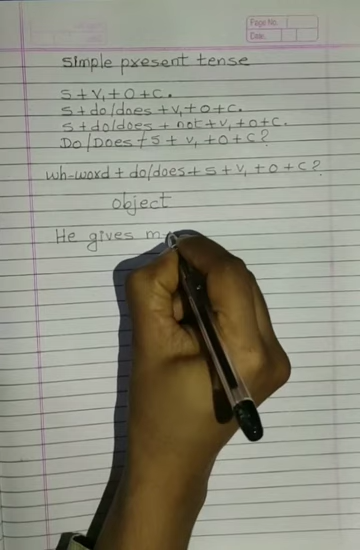 Page No.
Date.
Simple present tense
S + V₁ + O + C.
S + do/does + V₁ + O + C.
S + do/does + not + V₁ + O + C.
Do/Does + S + V₁ + O + C?
wh-word + do/does + S + V₁ + O + C?
object
He gives m